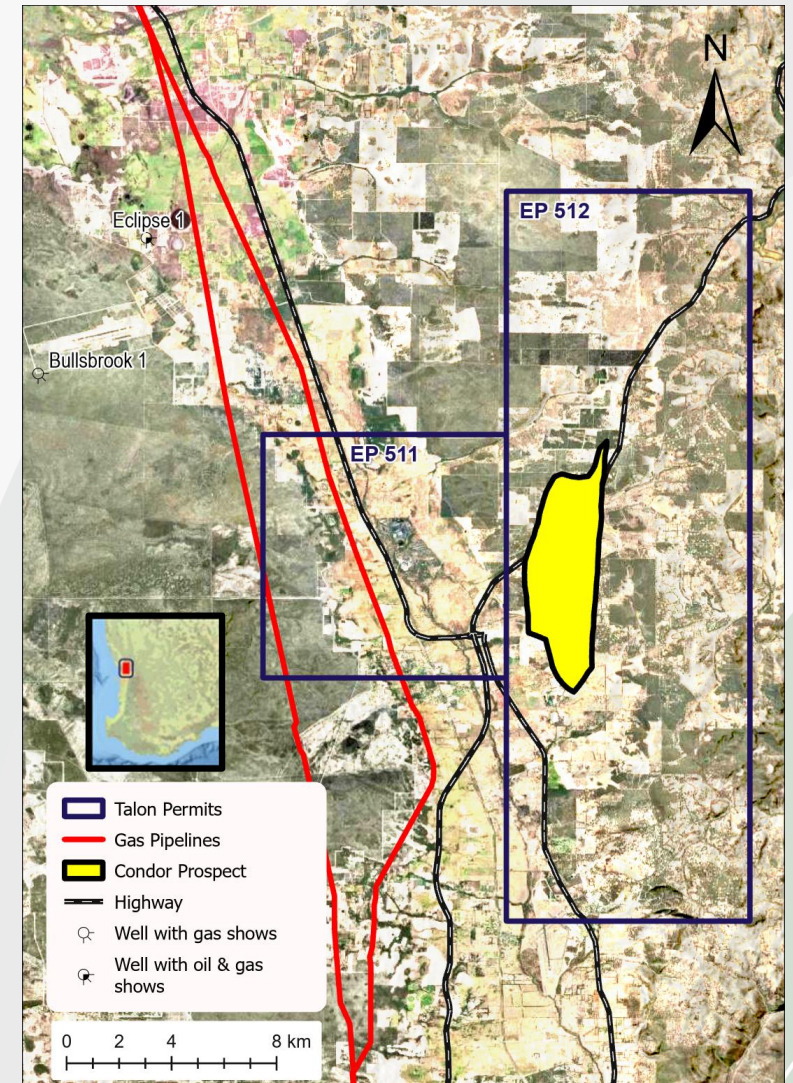 N
EP 512
Eclipse 1
Bullsbrook 1
EP 511
Talon Permits
Gas Pipelines
Condor Prospect
Highway
Well with gas shows
Well with oil & gas
shows
0 2 4 8 km